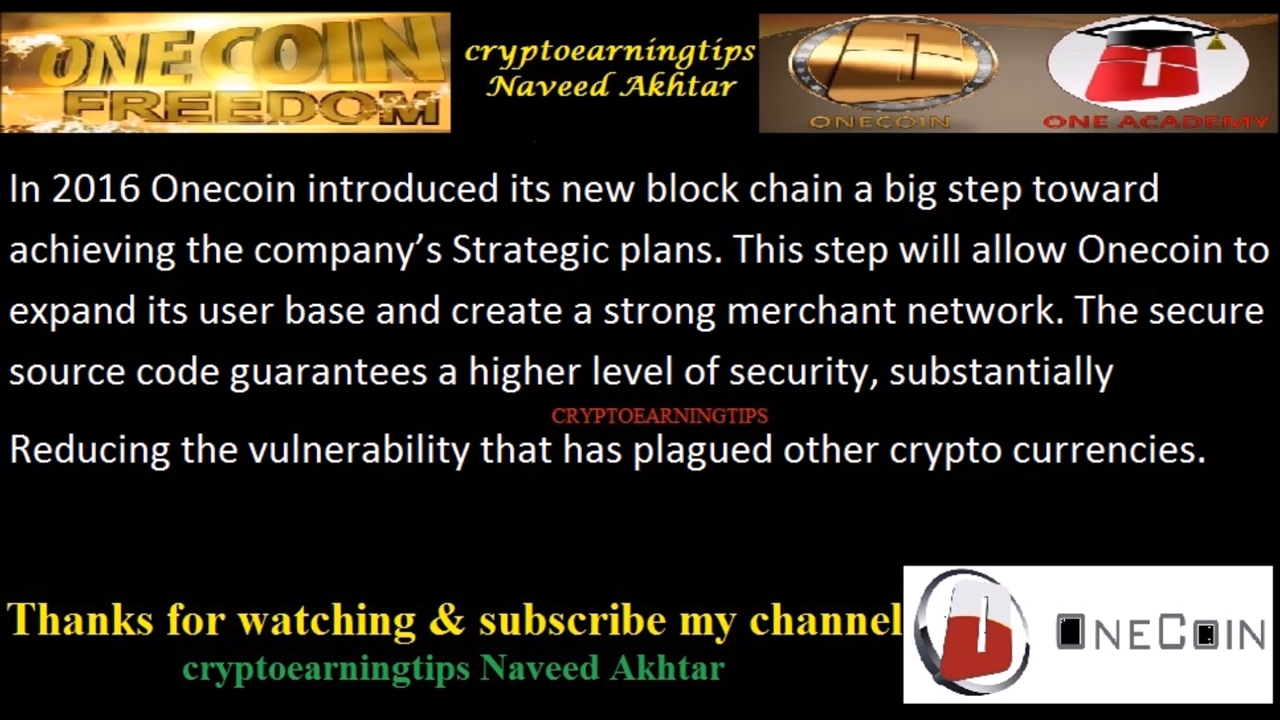 ONE COIN
FREEDOM
cryptoearningtips
Naveed Akhtar
ONECOIN
ONE ACADEMY
In 2016 Onecoin introduced its new block chain a big step toward
achieving the company’s Strategic plans. This step will allow Onecoin to
expand its user base and create a strong merchant network. The secure
source code guarantees a higher level of security, substantially
CRYPTOEARNINGTIPS
Reducing the vulnerability that has plagued other crypto currencies.
Thanks for watching & subscribe my channel
cryptoearningtips Naveed Akhtar
ONECOIN